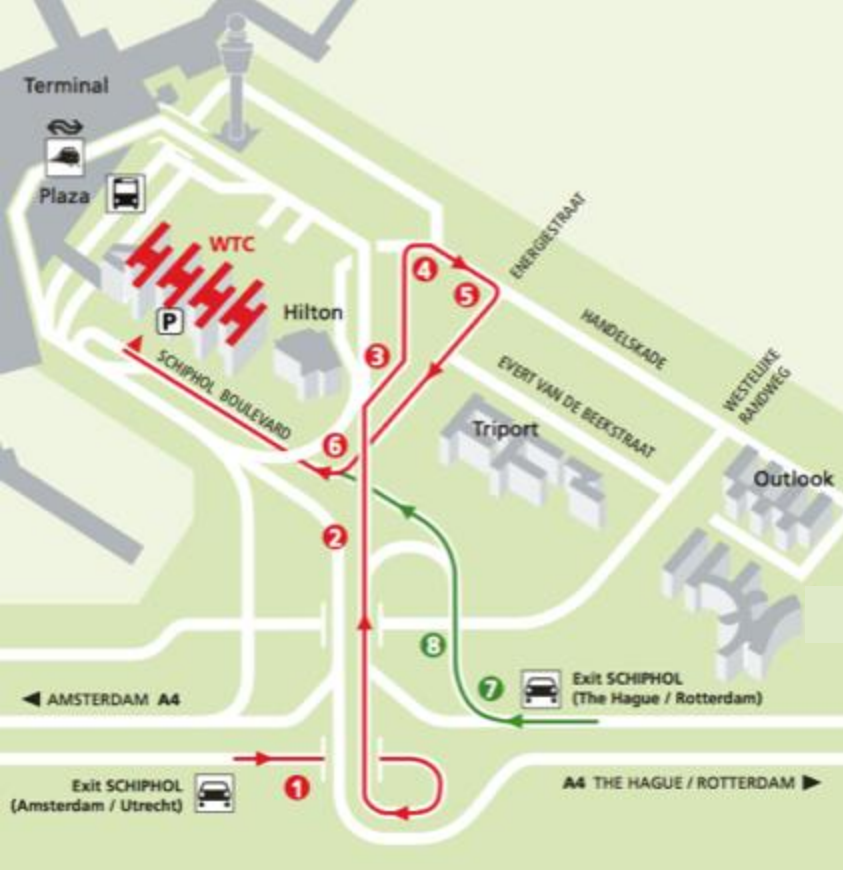 Terminal
Plaza
WTC
P
Hilton
SCHIPHOL BOULEVARD
4
5
3
6
2
ENERGIESTRAAT
HANDELSKADE
EVERT VAN DE BEEKSTRAAT
WESTELIJKE
RANDWEG
Triport
Outlook
8
7
Exit SCHIPHOL
(The Hague / Rotterdam)
AMSTERDAM A4
1
Exit SCHIPHOL
(Amsterdam / Utrecht)
A4 THE HAGUE / ROTTERDAM